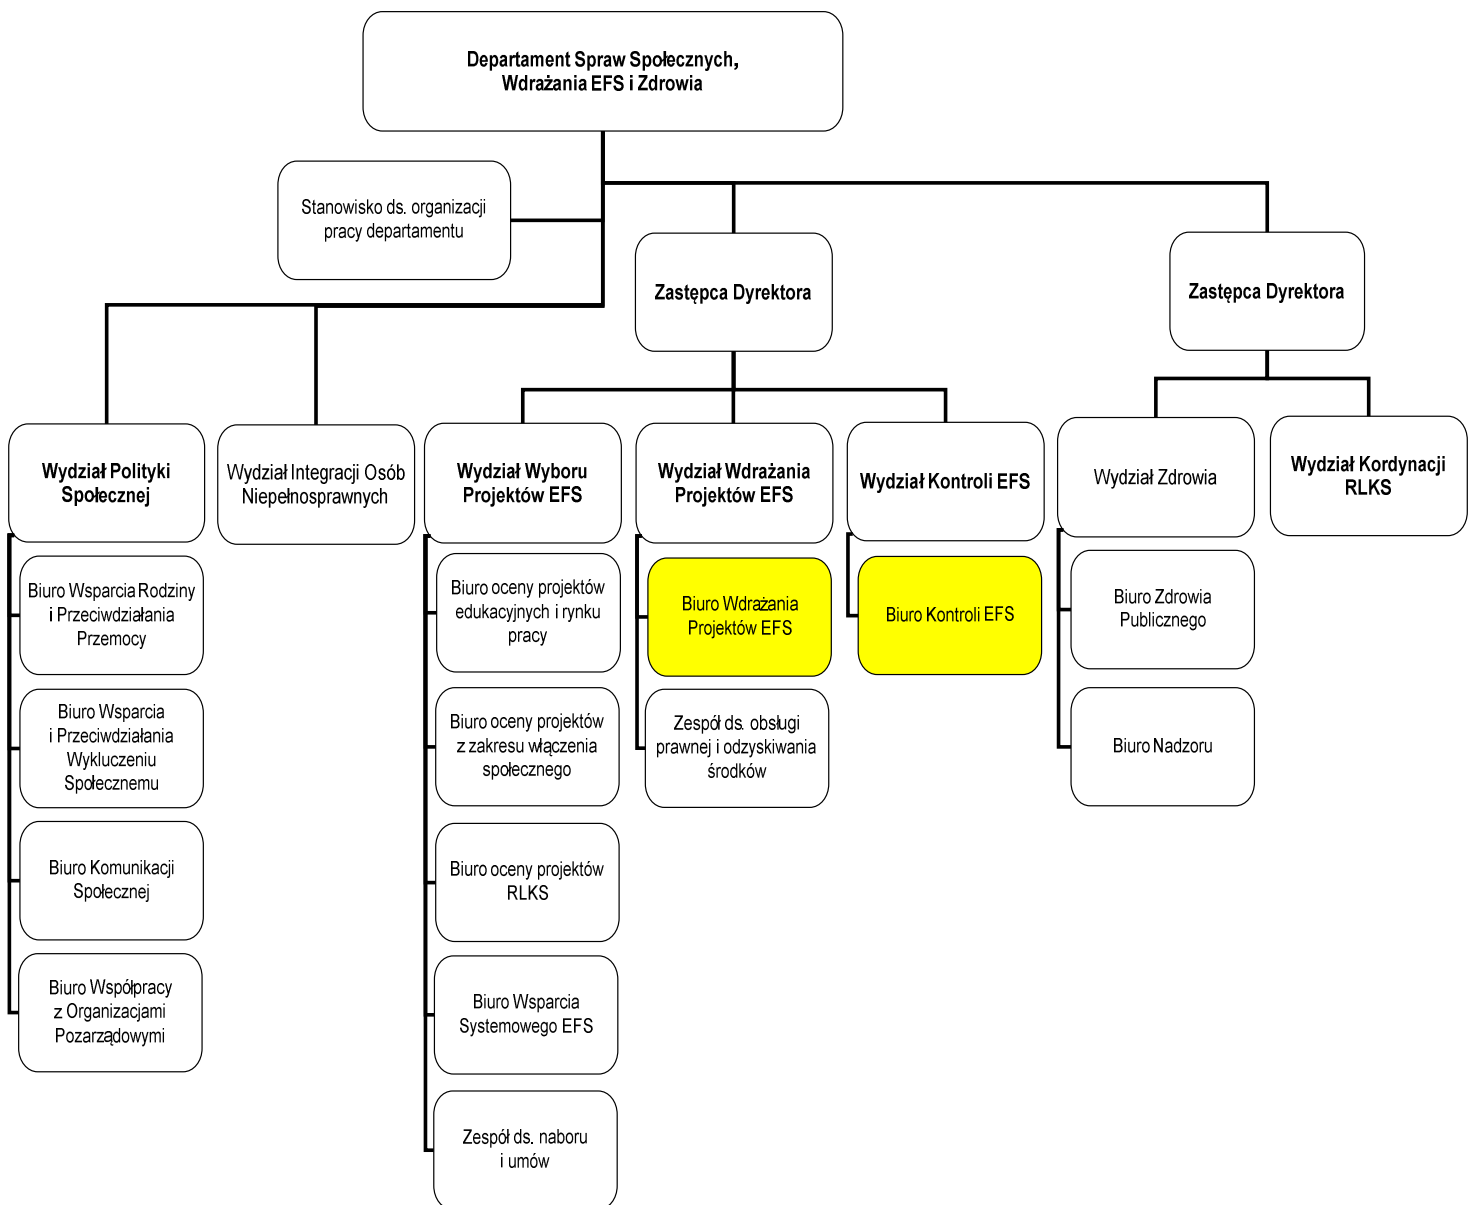 Departament Spraw Społecznych,
Wdrażania EFS i Zdrowia
Stanowisko ds. organizacji
pracy departamentu
Zastępca Dyrektora
Zastępca Dyrektora
Wydział Polityki
Społecznej
Wydział Integracji Osób
Niepełnosprawnych
Wydział Wyboru
Projektów EFS
Wydział Wdrażania
Projektów EFS
Wydział Kontroli EFS
Wydział Zdrowia
Wydział Kordynacji
RLKS
Biuro Wsparcia Rodziny
i Przeciwdziałania
Przemocy
Biuro oceny projektów
edukacyjnych i rynku
pracy
Biuro Wdrażania
Projektów EFS
Biuro Kontroli EFS
Biuro Zdrowia
Publicznego
Biuro Wsparcia
i Przeciwdziałania
Wykluczeniu
Społecznemu
Biuro oceny projektów
z zakresu włączenia
społecznego
Zespół ds. obsługi
prawnej i odzyskiwania
środków
Biuro Nadzoru
Biuro Komunikacji
Społecznej
Biuro oceny projektów
RLKS
Biuro Współpracy
z Organizacjami
Pozarządowymi
Biuro Wsparcia
Systemowego EFS
Zespół ds. naboru
i umów